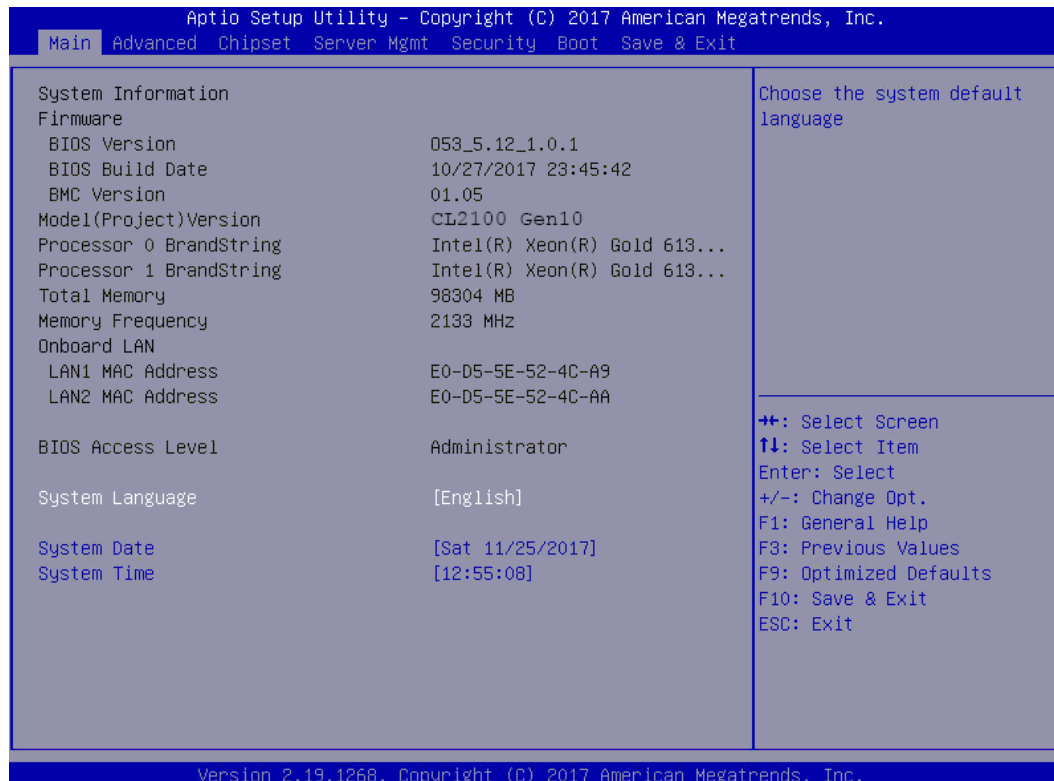 Aptio Setup Utility – Copyright (C) 2017 American Megatrends, Inc.
Main Advanced Chipset Server Mgmt Security Boot Save & Exit
System Information
Firmware
BIOS Version O53_5.12_1.0.1
BIOS Build Date 10/27/2017 23:45:42
BMC Version 01.05
Model(Project)Version CL2100 Gen10
Processor 0 BrandString Intel(R) Xeon(R) Gold 613...
Processor 1 BrandString Intel(R) Xeon(R) Gold 613...
Total Memory 98304 MB
Memory Frequency 2133 MHz
Onboard LAN
LAN1 MAC Address E0-D5-5E-52-4C-A9
LAN2 MAC Address E0-D5-5E-52-4C-AA
BIOS Access Level Administrator
System Language [English]
System Date [Sat 11/25/2017]
System Time [12:55:08]
Choose the system default
language
→←: Select Screen
↑↓: Select Item
Enter: Select
+/-: Change Opt.
F1: General Help
F3: Previous Values
F9: Optimized Defaults
F10: Save & Exit
ESC: Exit
Version 2.19.1268. Copyright (C) 2017 American Megatrends, Inc.